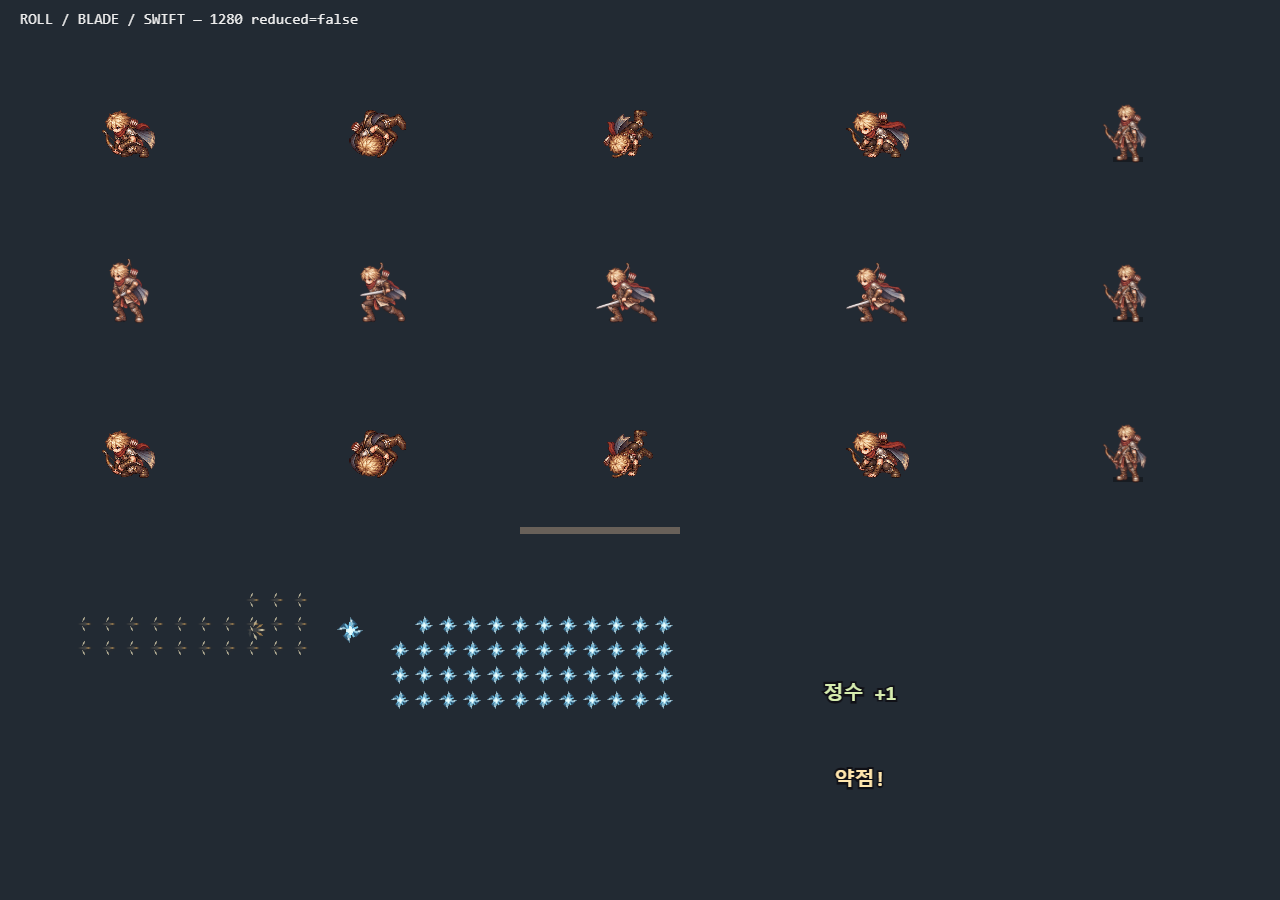 ROLL / BLADE / SWIFT — 1280 reduced=false
정수 +1
약점!